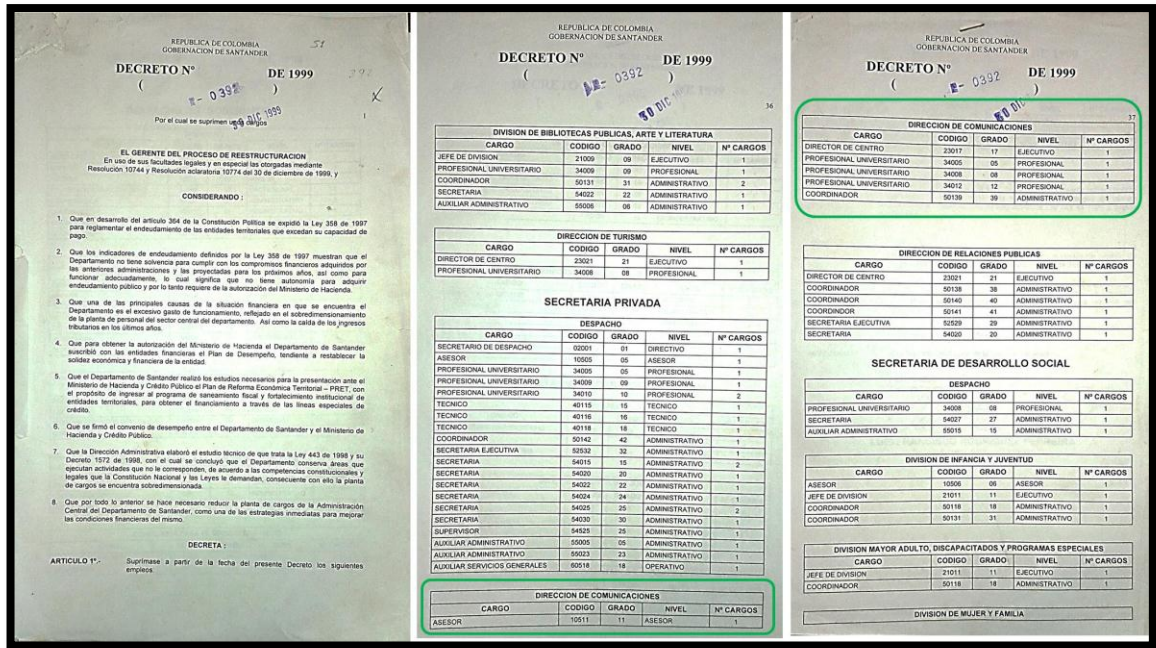 REPUBLICA DE COLOMBIA
GOBERNACION DE SANTANDER
51
DECRETO Nº DE 1999
( 0392 )
392
30 DIC 1999
X
Por el cual se suprimen cargos
1
EL GERENTE DEL PROCESO DE REESTRUCTURACION
En uso de sus facultades legales y en especial las otorgadas mediante
Resolución 10744 y Resolución aclaratoria 10774 del 30 de diciembre de 1999, y
CONSIDERANDO :
1. Que en desarrollo del artículo 364 de la Constitución Política se expidió la Ley 358 de 1997
para reglamentar el endeudamiento de las entidades territoriales que excedan su capacidad de
pago.
2. Que los indicadores de endeudamiento definidos por la Ley 358 de 1997 muestran que el
Departamento no tiene solvencia para cumplir con los compromisos financieros adquiridos por
las anteriores administraciones y las proyectadas para los próximos años, así como para
funcionar adecuadamente, lo cual significa que no tiene autonomía para adquirir
endeudamiento público y por lo tanto requiere de la autorización del Ministerio de Hacienda.
3. Que una de las principales causas de la situación financiera en que se encuentra el
Departamento es el excesivo gasto de funcionamiento, reflejado en el sobredimensionamiento
de la planta de personal del sector central del departamento. Así como la caída de los ingresos
tributarios en los últimos años.
4. Que para obtener la autorización del Ministerio de Hacienda el Departamento de Santander
suscribió con las entidades financieras el Plan de Desempeño, tendiente a restablecer la
solidez económica y financiera de la entidad.
5. Que el Departamento de Santander realizó los estudios necesarios para la presentación ante el
Ministerio de Hacienda y Crédito Público el Plan de Reforma Económica Territorial – PRET, con
el propósito de ingresar al programa de saneamiento fiscal y fortalecimiento institucional de
entidades territoriales, para obtener el financiamiento a través de las líneas especiales de
crédito.
6. Que se firmó el convenio de desempeño entre el Departamento de Santander y el Ministerio de
Hacienda y Crédito Público.
7. Que la Dirección Administrativa elaboró el estudio técnico de que trata la Ley 443 de 1998 y su
Decreto 1572 de 1998, con el cual se concluyó que el Departamento conserva áreas que
ejecutan actividades que no le corresponden, de acuerdo a las competencias constitucionales y
legales que la Constitución Nacional y las Leyes le demandan, consecuente con ello la planta
de cargos se encuentra sobredimensionada.
8. Que por todo lo anterior se hace necesario reducir la planta de cargos de la Administración
Central del Departamento de Santander, como una de las estrategias inmediatas para mejorar
las condiciones financieras del mismo.
DECRETA :
ARTICULO 1º.- Suprímase a partir de la fecha del presente Decreto los siguientes
empleos:
REPUBLICA DE COLOMBIA
GOBERNACION DE SANTANDER
DECRETO Nº DE 1999
( 0392 )
30 DIC
36
DIVISION DE BIBLIOTECAS PUBLICAS, ARTE Y LITERATURA
CARGO CODIGO GRADO NIVEL Nº CARGOS
JEFE DE DIVISION 21009 09 EJECUTIVO 1
PROFESIONAL UNIVERSITARIO 34009 09 PROFESIONAL 1
COORDINADOR 50131 31 ADMINISTRATIVO 2
SECRETARIA 54022 22 ADMINISTRATIVO 1
AUXILIAR ADMINISTRATIVO 55006 06 ADMINISTRATIVO 1
DIRECCION DE TURISMO
CARGO CODIGO GRADO NIVEL Nº CARGOS
DIRECTOR DE CENTRO 23021 21 EJECUTIVO 1
PROFESIONAL UNIVERSITARIO 34008 08 PROFESIONAL 1
SECRETARIA PRIVADA
DESPACHO
CARGO CODIGO GRADO NIVEL Nº CARGOS
SECRETARIO DE DESPACHO 02001 01 DIRECTIVO 1
ASESOR 10505 05 ASESOR 1
PROFESIONAL UNIVERSITARIO 34005 05 PROFESIONAL 1
PROFESIONAL UNIVERSITARIO 34009 09 PROFESIONAL 1
PROFESIONAL UNIVERSITARIO 34010 10 PROFESIONAL 2
TECNICO 40115 15 TECNICO 1
TECNICO 40116 16 TECNICO 1
TECNICO 40118 18 TECNICO 1
COORDINADOR 50142 42 ADMINISTRATIVO 1
SECRETARIA EJECUTIVA 52532 32 ADMINISTRATIVO 1
SECRETARIA 54015 15 ADMINISTRATIVO 2
SECRETARIA 54020 20 ADMINISTRATIVO 1
SECRETARIA 54022 22 ADMINISTRATIVO 1
SECRETARIA 54024 24 ADMINISTRATIVO 1
SECRETARIA 54025 25 ADMINISTRATIVO 2
SECRETARIA 54030 30 ADMINISTRATIVO 1
SUPERVISOR 54525 25 ADMINISTRATIVO 1
AUXILIAR ADMINISTRATIVO 55005 05 ADMINISTRATIVO 1
AUXILIAR ADMINISTRATIVO 55023 23 ADMINISTRATIVO 1
AUXILIAR SERVICIOS GENERALES 60518 18 OPERATIVO 1
DIRECCION DE COMUNICACIONES
CARGO CODIGO GRADO NIVEL Nº CARGOS
ASESOR 10511 11 ASESOR 1
REPUBLICA DE COLOMBIA
GOBERNACION DE SANTANDER
DECRETO Nº DE 1999
( 0392 )
30 DIC
37
DIRECCION DE COMUNICACIONES
CARGO CODIGO GRADO NIVEL Nº CARGOS
DIRECTOR DE CENTRO 23017 17 EJECUTIVO 1
PROFESIONAL UNIVERSITARIO 34005 05 PROFESIONAL 1
PROFESIONAL UNIVERSITARIO 34008 08 PROFESIONAL 1
PROFESIONAL UNIVERSITARIO 34012 12 PROFESIONAL 1
COORDINADOR 50139 39 ADMINISTRATIVO 1
DIRECCION DE RELACIONES PUBLICAS
CARGO CODIGO GRADO NIVEL Nº CARGOS
DIRECTOR DE CENTRO 23021 21 EJECUTIVO 1
COORDINADOR 50138 38 ADMINISTRATIVO 1
COORDINADOR 50140 40 ADMINISTRATIVO 1
COORDINDOR 50141 41 ADMINISTRATIVO 1
SECRETARIA EJECUTIVA 52529 29 ADMINISTRATIVO 1
SECRETARIA 54020 20 ADMINISTRATIVO 1
SECRETARIA DE DESARROLLO SOCIAL
DESPACHO
CARGO CODIGO GRADO NIVEL Nº CARGOS
PROFESIONAL UNIVERSITARIO 34008 08 PROFESIONAL 1
SECRETARIA 54027 27 ADMINISTRATIVO 1
AUXILIAR ADMINISTRATIVO 55015 15 ADMINISTRATIVO 1
DIVISION DE INFANCIA Y JUVENTUD
CARGO CODIGO GRADO NIVEL Nº CARGOS
ASESOR 10506 06 ASESOR 1
JEFE DE DIVISION 21011 11 EJECUTIVO 1
COORDINADOR 50118 18 ADMINISTRATIVO 1
COORDINADOR 50131 31 ADMINISTRATIVO 1
DIVISION MAYOR ADULTO, DISCAPACITADOS Y PROGRAMAS ESPECIALES
CARGO CODIGO GRADO NIVEL Nº CARGOS
JEFE DE DIVISION 21011 11 EJECUTIVO 1
COORDINADOR 50118 18 ADMINISTRATIVO 1
DIVISION DE MUJER Y FAMILIA